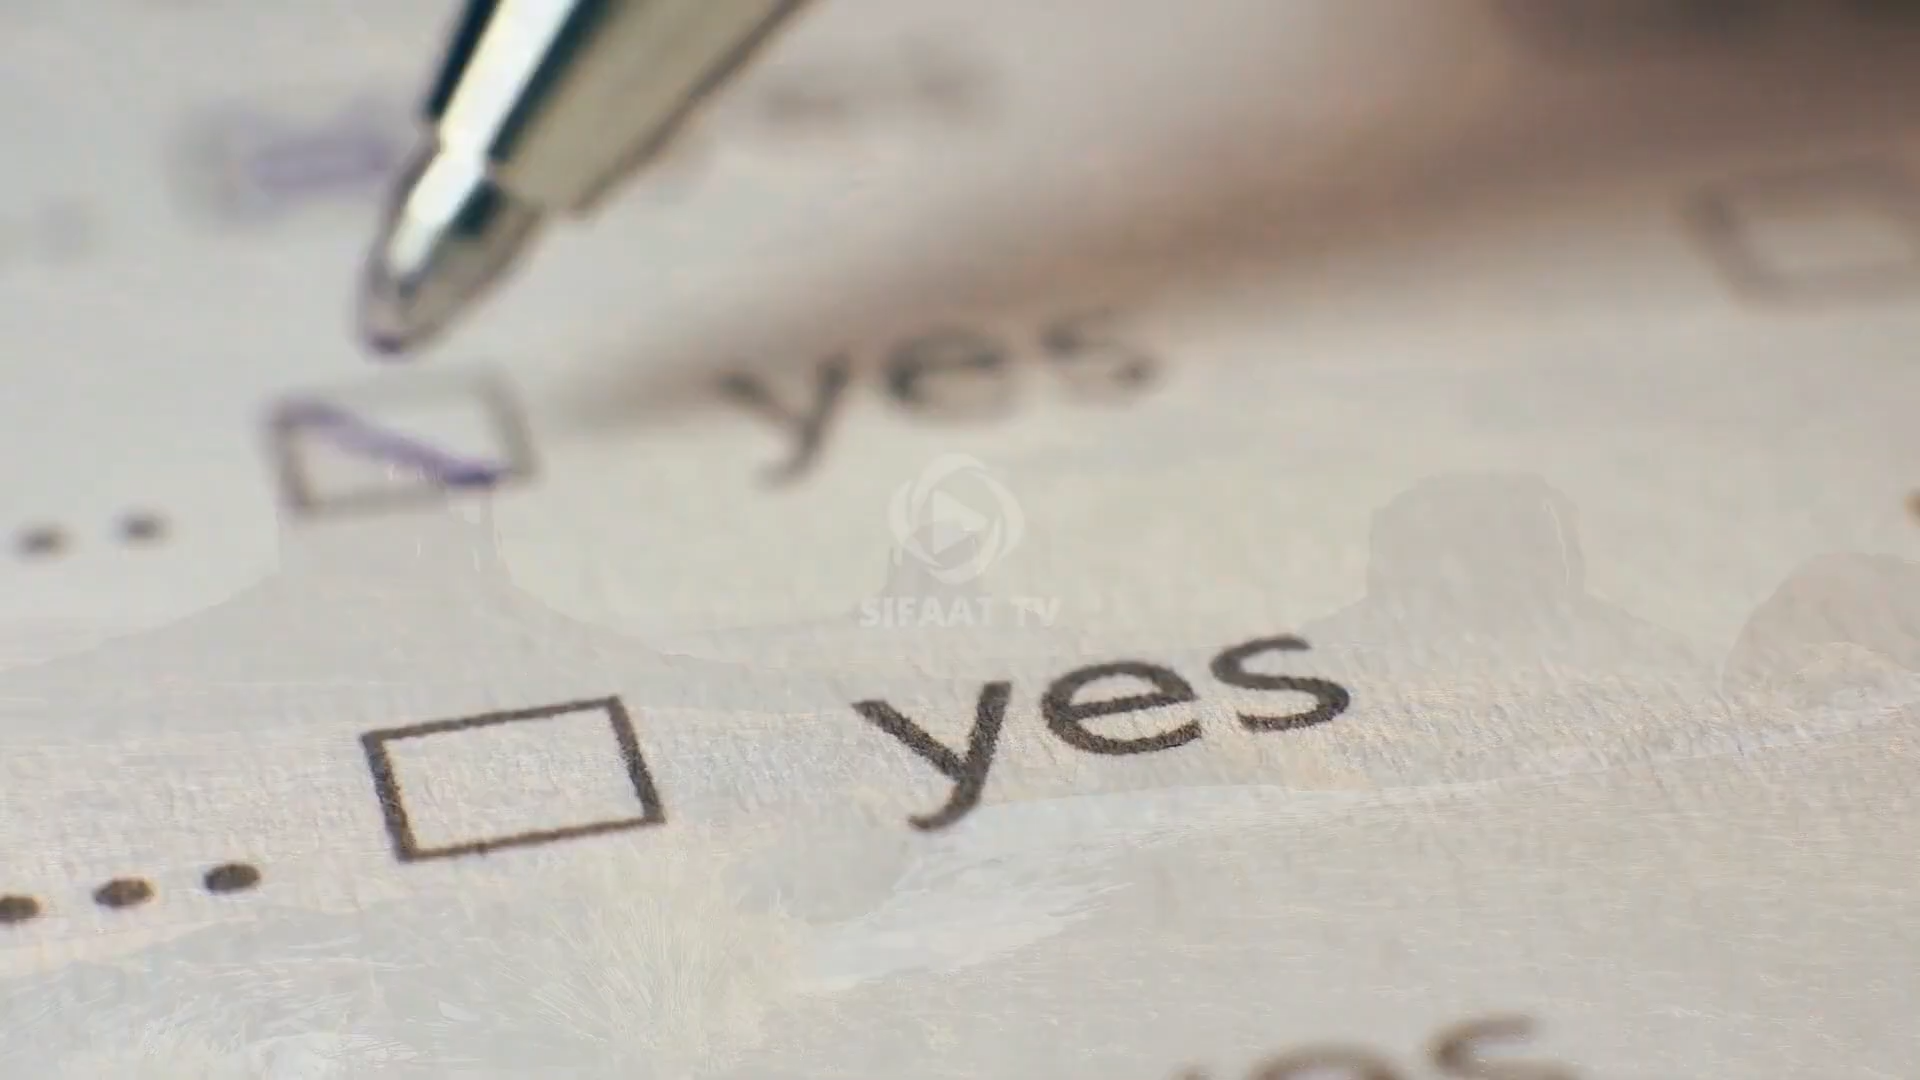 yes
SIFAAT TV
yes